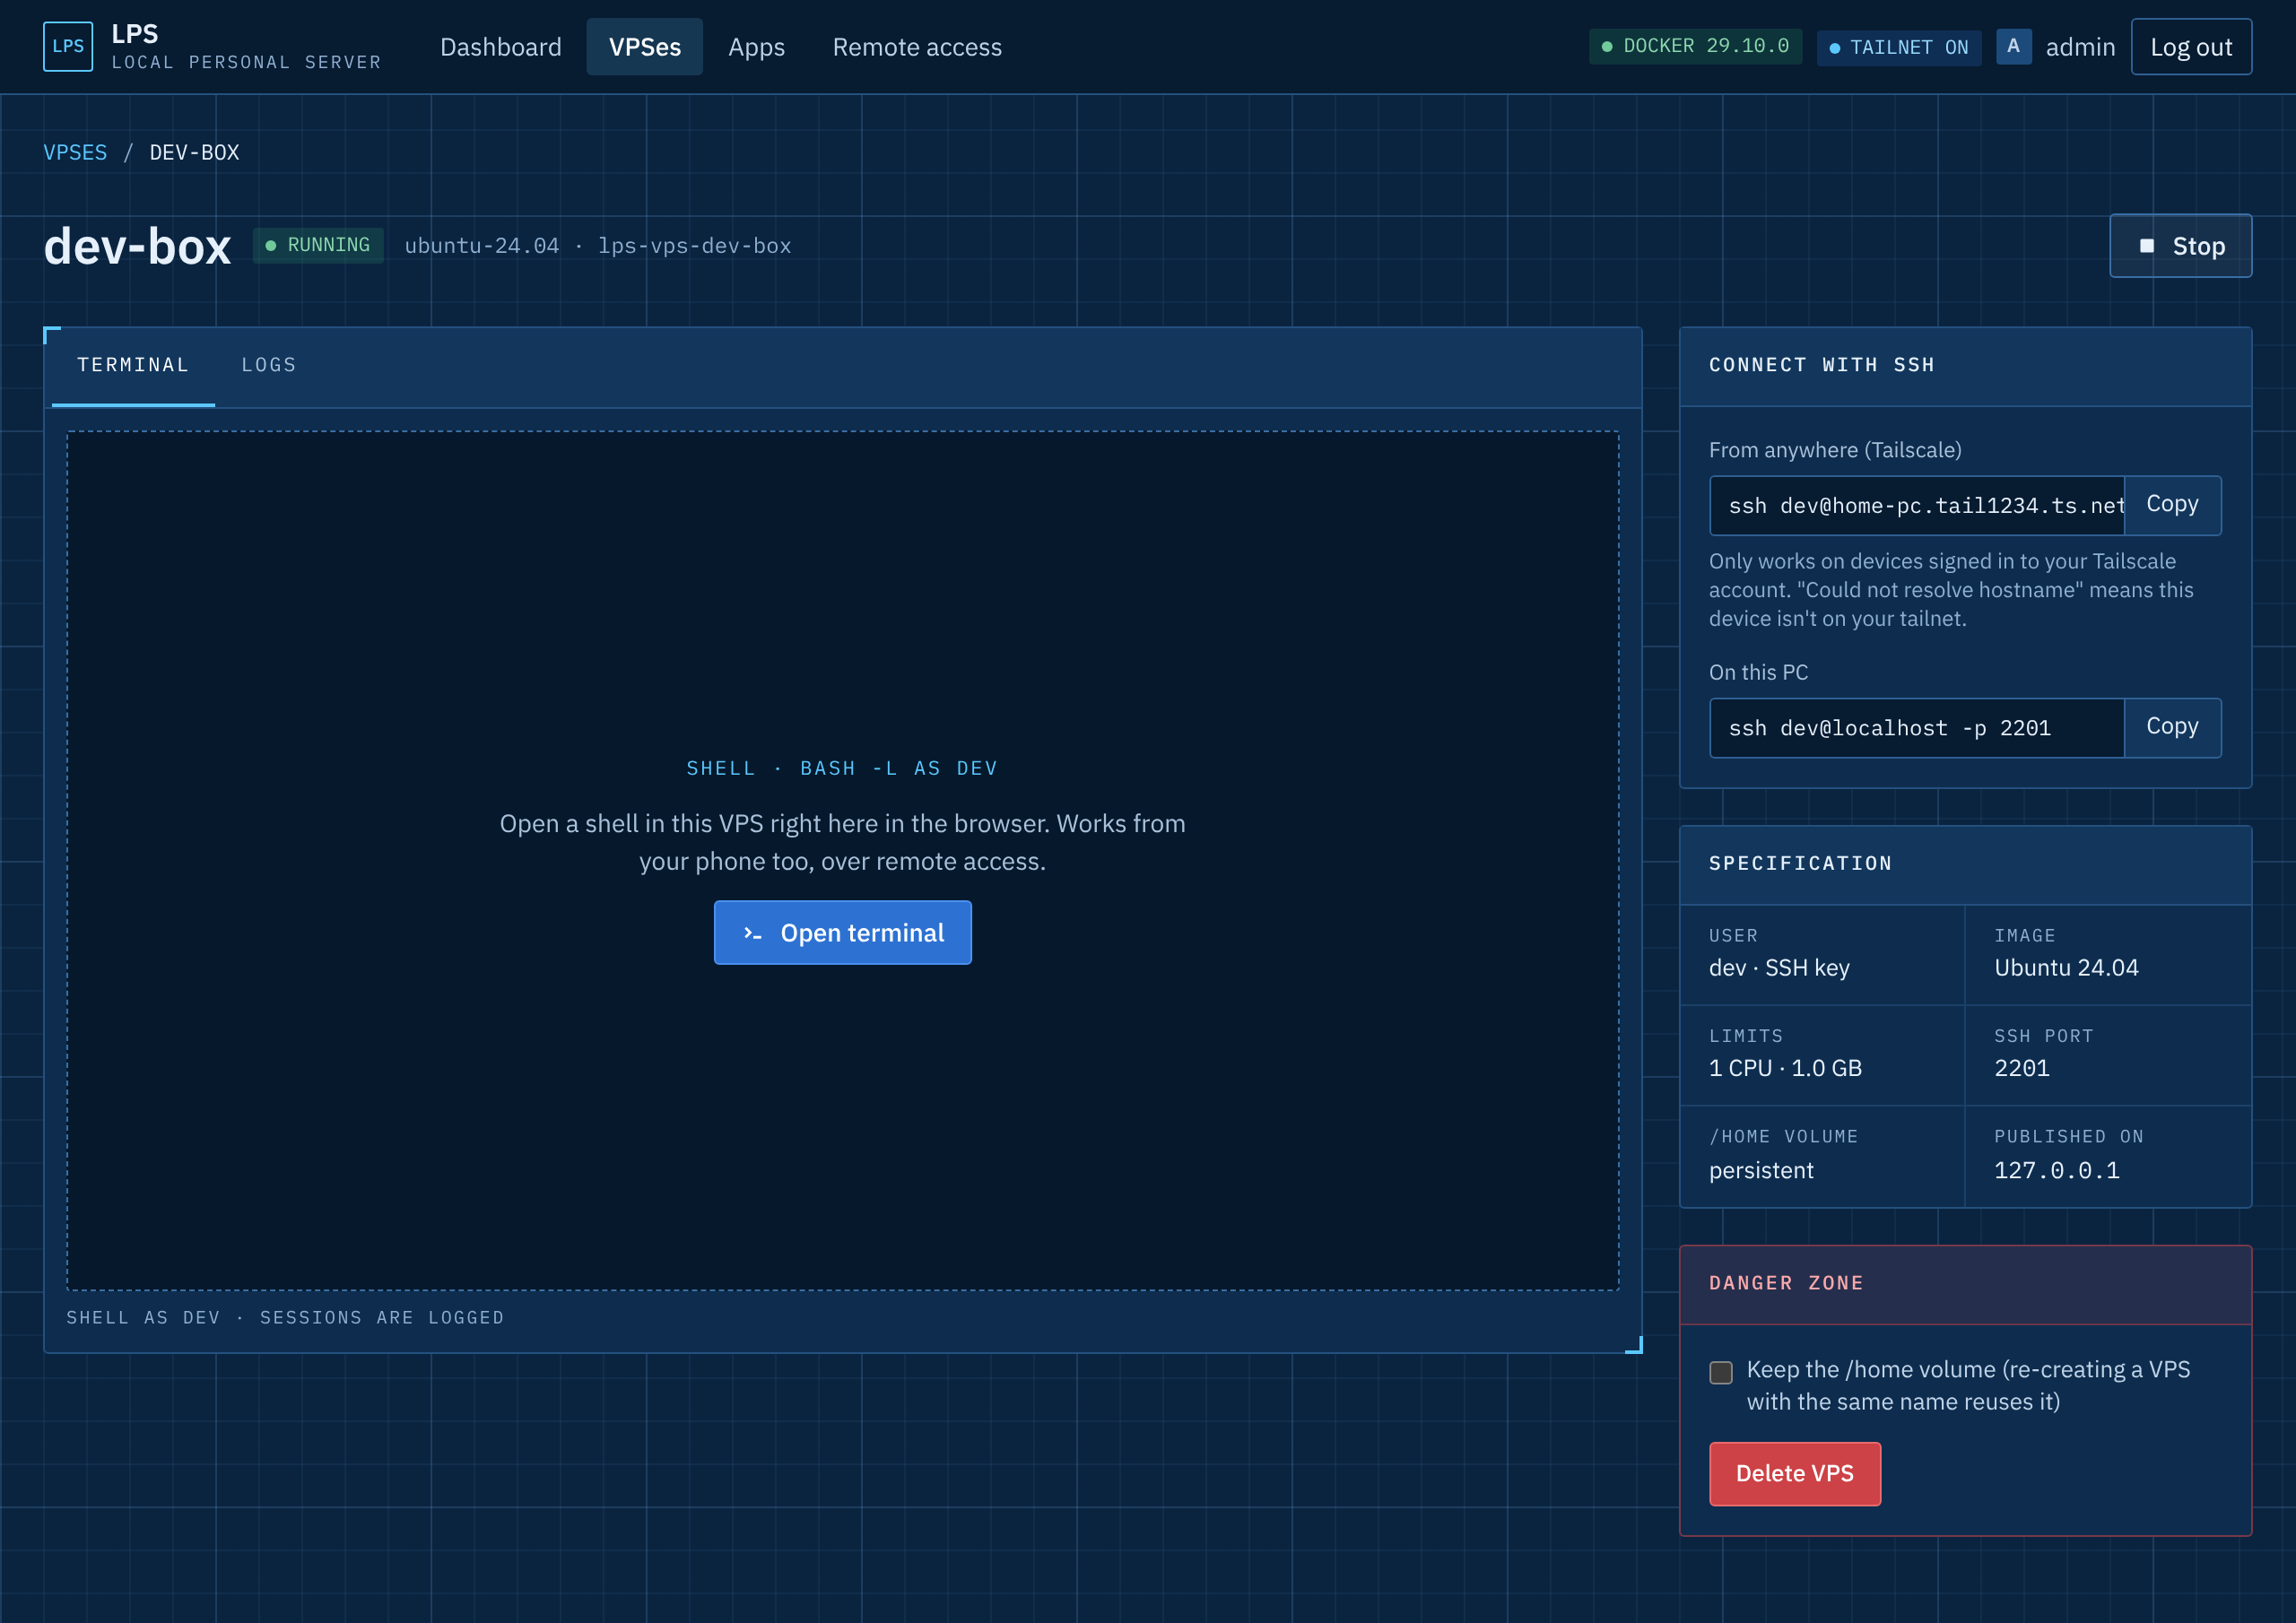 LPS
LPS
LOCAL PERSONAL SERVER
Dashboard
VPSes
Apps
Remote access
DOCKER 29.10.0
TAILNET ON
A
admin
Log out
VPSES / DEV-BOX
dev-box
RUNNING
ubuntu-24.04 · lps-vps-dev-box
Stop
TERMINAL
LOGS
SHELL · BASH -L AS DEV
Open a shell in this VPS right here in the browser. Works from
your phone too, over remote access.
Open terminal
SHELL AS DEV · SESSIONS ARE LOGGED
CONNECT WITH SSH
From anywhere (Tailscale)
ssh dev@home-pc.tail1234.ts.net
Copy
Only works on devices signed in to your Tailscale
account. "Could not resolve hostname" means this
device isn't on your tailnet.
On this PC
ssh dev@localhost -p 2201
Copy
SPECIFICATION
USER
dev · SSH key
IMAGE
Ubuntu 24.04
LIMITS
1 CPU · 1.0 GB
SSH PORT
2201
/HOME VOLUME
persistent
PUBLISHED ON
127.0.0.1
DANGER ZONE
Keep the /home volume (re-creating a VPS
with the same name reuses it)
Delete VPS